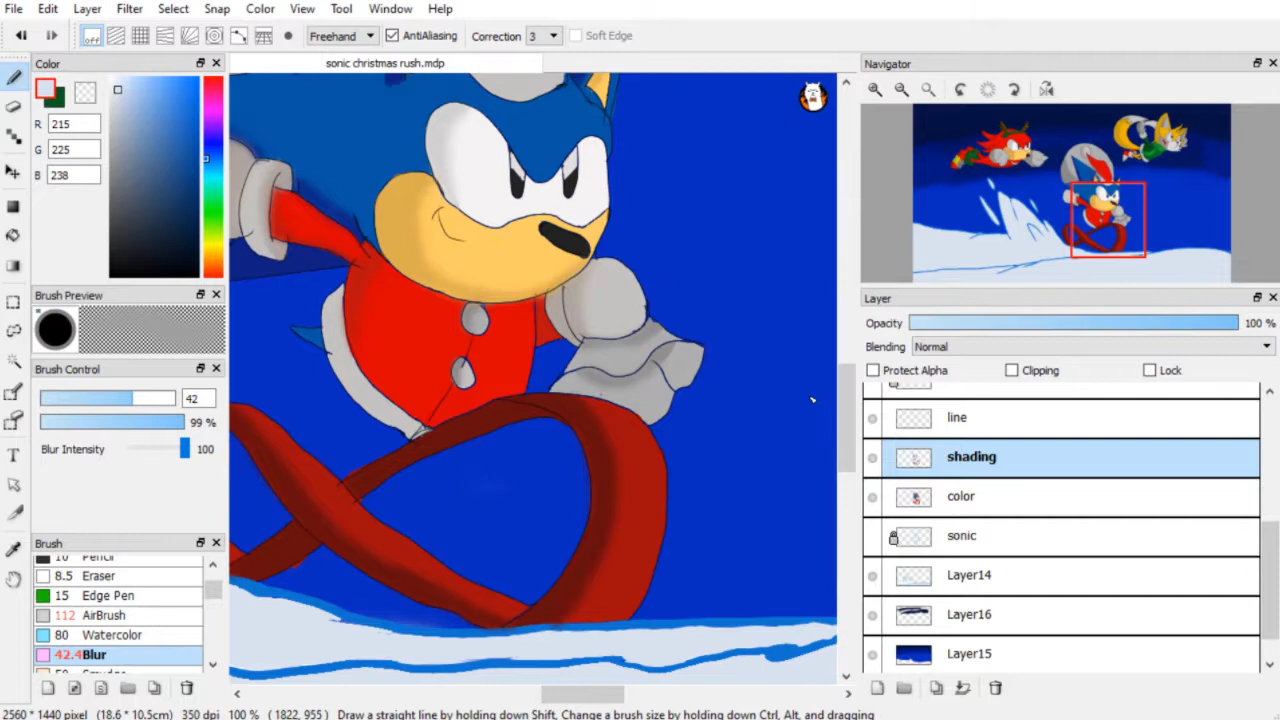 File Edit Layer Filter Select Snap Color View Tool Window Help
off Freehand AntiAliasing Correction 3 Soft Edge
Color
R 215
G 225
B 238
Brush Preview
Brush Control
42
99 %
Blur Intensity 100
Brush
10 Pencil
8.5 Eraser
15 Edge Pen
112 AirBrush
80 Watercolor
42.4 Blur
50 Smudge
sonic christmas rush.mdp
Navigator
Layer
Opacity 100 %
Blending Normal
Protect Alpha Clipping Lock
line
shading
color
sonic
Layer14
Layer16
Layer15
2560 * 1440 pixel (18.6 * 10.5cm) 350 dpi 100 % (1822, 955) Draw a straight line by holding down Shift, Change a brush size by holding down Ctrl, Alt, and dragging